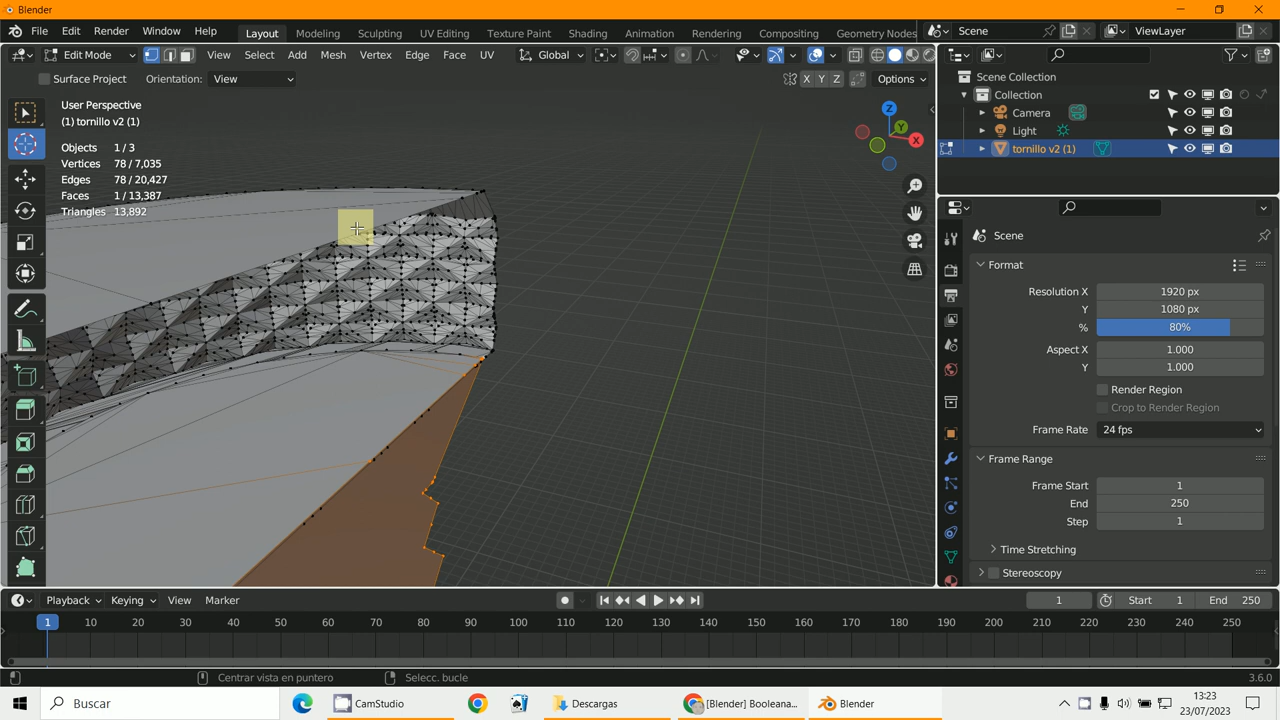 Blender
File Edit Render Window Help Layout Modeling Sculpting UV Editing Texture Paint Shading Animation Rendering Compositing Geometry Nodes Scene ViewLayer
Edit Mode View Select Add Mesh Vertex Edge Face UV Global
Surface Project Orientation: View X Y Z Options
User Perspective
(1) tornillo v2 (1)
Objects 1 / 3
Vertices 78 / 7,035
Edges 78 / 20,427
Faces 1 / 13,387
Triangles 13,892
Z
Y
X
Scene Collection
Collection
Camera
Light
tornillo v2 (1)
Scene
Format
Resolution X 1920 px
Y 1080 px
% 80%
Aspect X 1.000
Y 1.000
Render Region
Crop to Render Region
Frame Rate 24 fps
Frame Range
Frame Start 1
End 250
Step 1
Time Stretching
Stereoscopy
Playback Keying View Marker 1 Start 1 End 250
1 10 20 30 40 50 60 70 80 90 100 110 120 130 140 150 160 170 180 190 200 210 220 230 240 250
Centrar vista en puntero Selecc. bucle 3.6.0
Buscar CamStudio Descargas [Blender] Booleana... Blender 13:23
23/07/2023